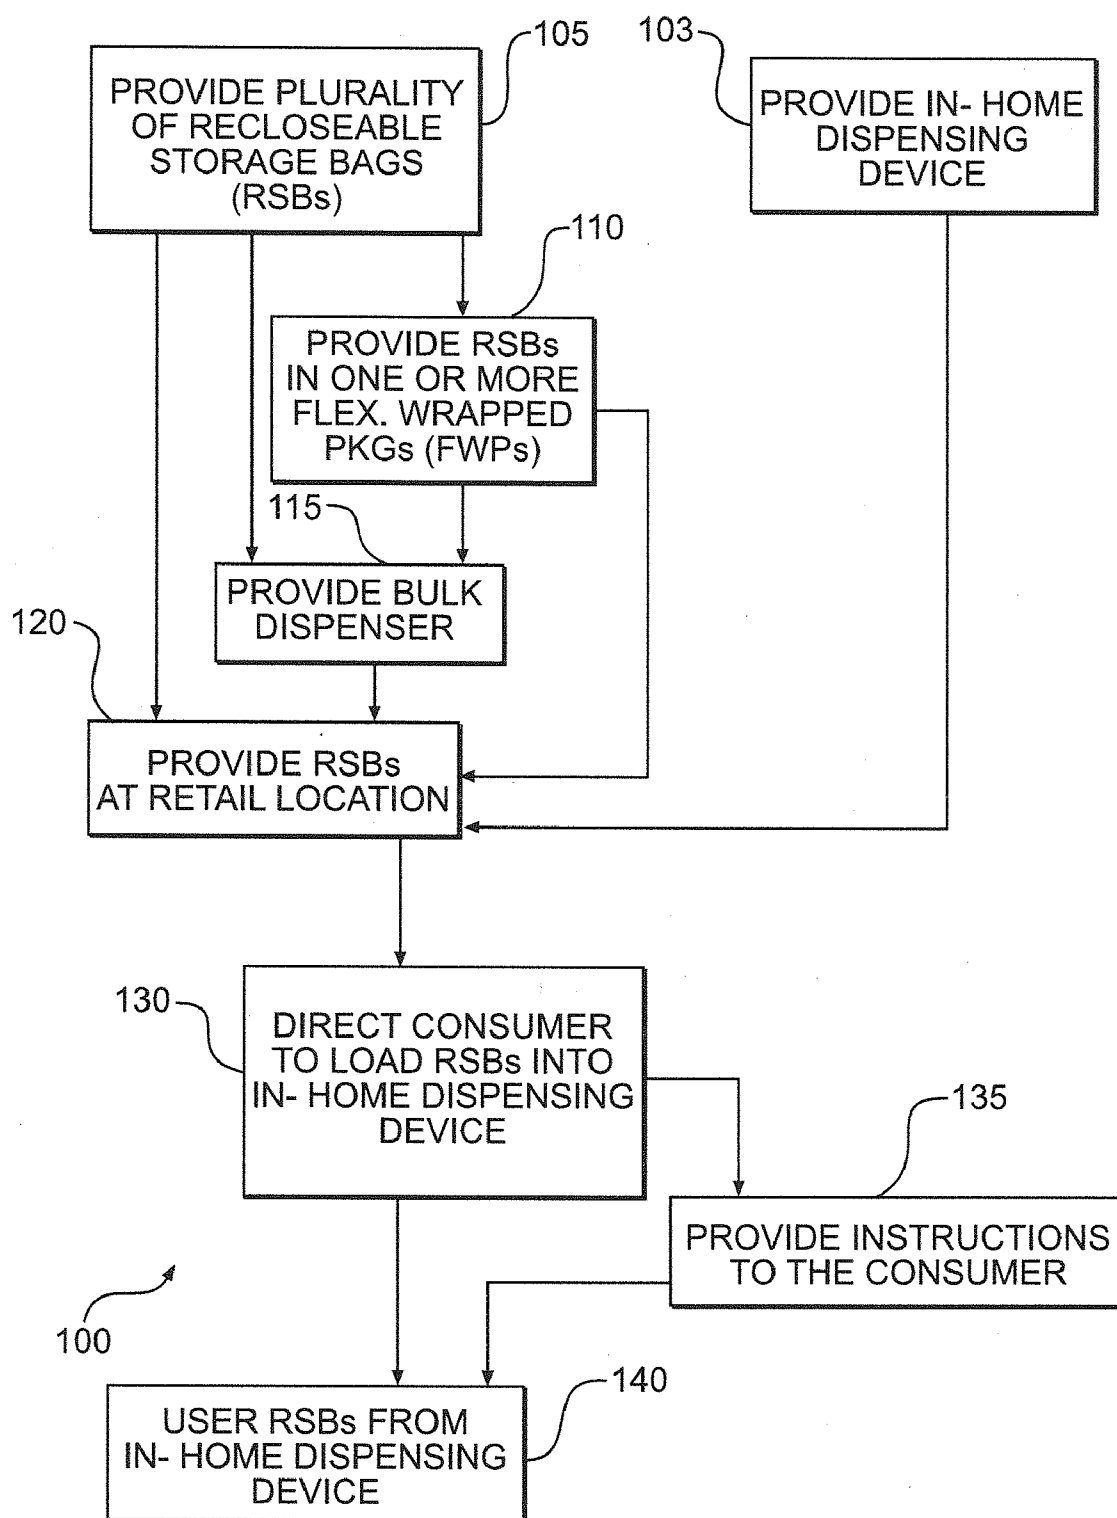 105
PROVIDE PLURALITY
OF RECLOSEABLE
STORAGE BAGS
(RSBs)
103
PROVIDE IN- HOME
DISPENSING
DEVICE
110
PROVIDE RSBs
IN ONE OR MORE
FLEX. WRAPPED
PKGs (FWPs)
115
PROVIDE BULK
DISPENSER
120
PROVIDE RSBs
AT RETAIL LOCATION
130
DIRECT CONSUMER
TO LOAD RSBs INTO
IN- HOME DISPENSING
DEVICE
135
PROVIDE INSTRUCTIONS
TO THE CONSUMER
100
140
USER RSBs FROM
IN- HOME DISPENSING
DEVICE